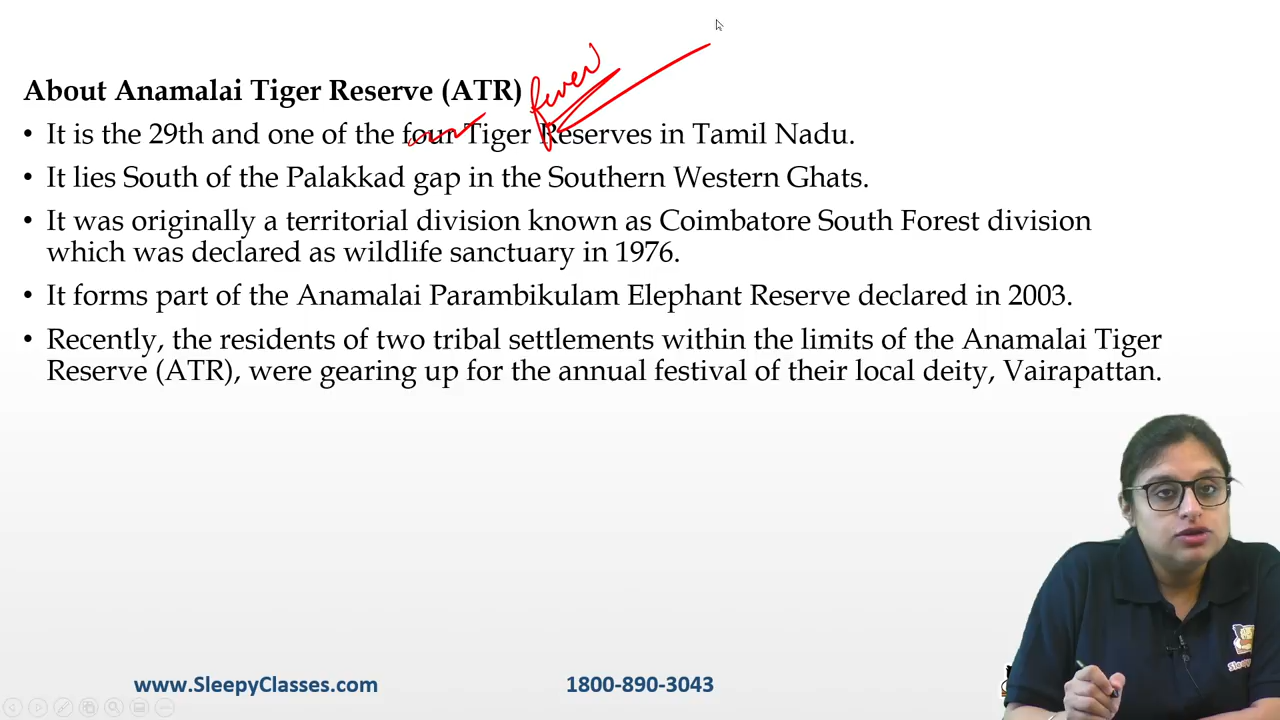 About Anamalai Tiger Reserve (ATR)
fever
• It is the 29th and one of the four Tiger Reserves in Tamil Nadu.
• It lies South of the Palakkad gap in the Southern Western Ghats.
• It was originally a territorial division known as Coimbatore South Forest division
which was declared as wildlife sanctuary in 1976.
• It forms part of the Anamalai Parambikulam Elephant Reserve declared in 2003.
• Recently, the residents of two tribal settlements within the limits of the Anamalai Tiger
Reserve (ATR), were gearing up for the annual festival of their local deity, Vairapattan.
www.SleepyClasses.com
1800-890-3043